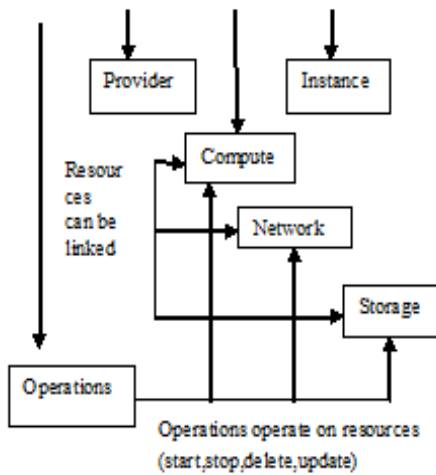 Provider
Instance
Compute
Resour
ces
can be
linked
Network
Storage
Operations
Operations operate on resources
(start,stop,delete,update)